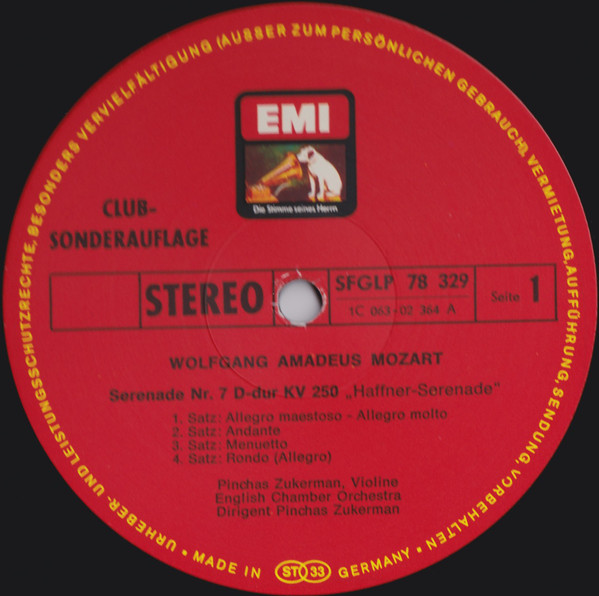 URHEBER- UND LEISTUNGSSCHUTZRECHTE, BESONDERS VERVIELFÄLTIGUNG (AUSSER ZUM PERSÖNLICHEN GEBRAUCH), VERMIETUNG, AUFFÜHRUNG, SENDUNG, VORBEHALTEN
EMI
Die Stimme seines Herrn
CLUB-
SONDERAUFLAGE
STEREO
SFGLP 78 329
1C 063-02 364 A
Seite 1
WOLFGANG AMADEUS MOZART
Serenade Nr. 7 D-dur KV 250 „Haffner-Serenade"
1. Satz: Allegro maestoso - Allegro molto
2. Satz: Andante
3. Satz: Menuetto
4. Satz: Rondo (Allegro)
Pinchas Zukerman, Violine
English Chamber Orchestra
Dirigent Pinchas Zukerman
• MADE IN ST 33 GERMANY •